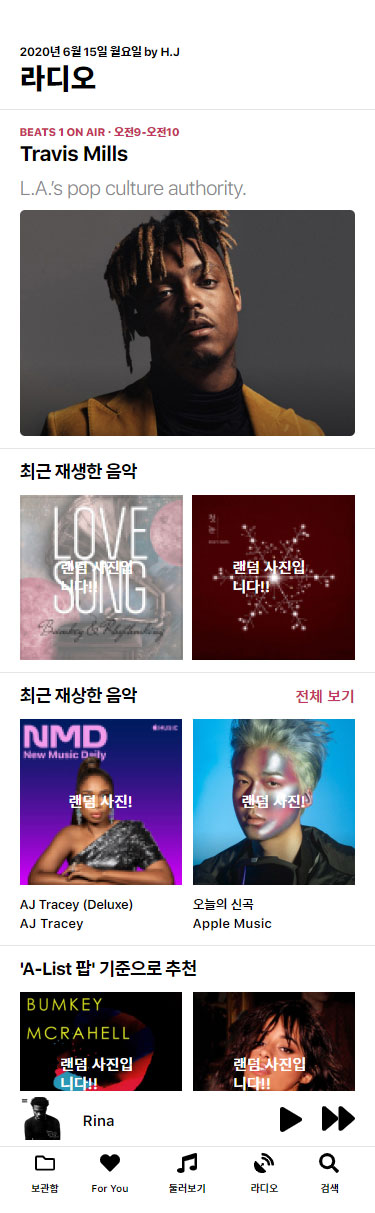 2020년 6월 15일 월요일 by H.J
라디오
BEATS 1 ON AIR · 오전9-오전10
Travis Mills
L.A.’s pop culture authority.
최근 재생한 음악
LOVE
SONG
Bumkey & Rhythmking
랜덤 사진입
니다!!
첫눈
랜덤 사진입
니다!!
최근 재상한 음악
전체 보기
NMD
New Music Daily
MUSIC
랜덤 사진!
랜덤 사진!
AJ Tracey (Deluxe)
AJ Tracey
오늘의 신곡
Apple Music
'A-List 팝' 기준으로 추천
BUMKEY
MCRAHELL
랜덤 사진입
니다!!
랜덤 사진입
니다!!
Rina
보관함
For You
둘러보기
라디오
검색